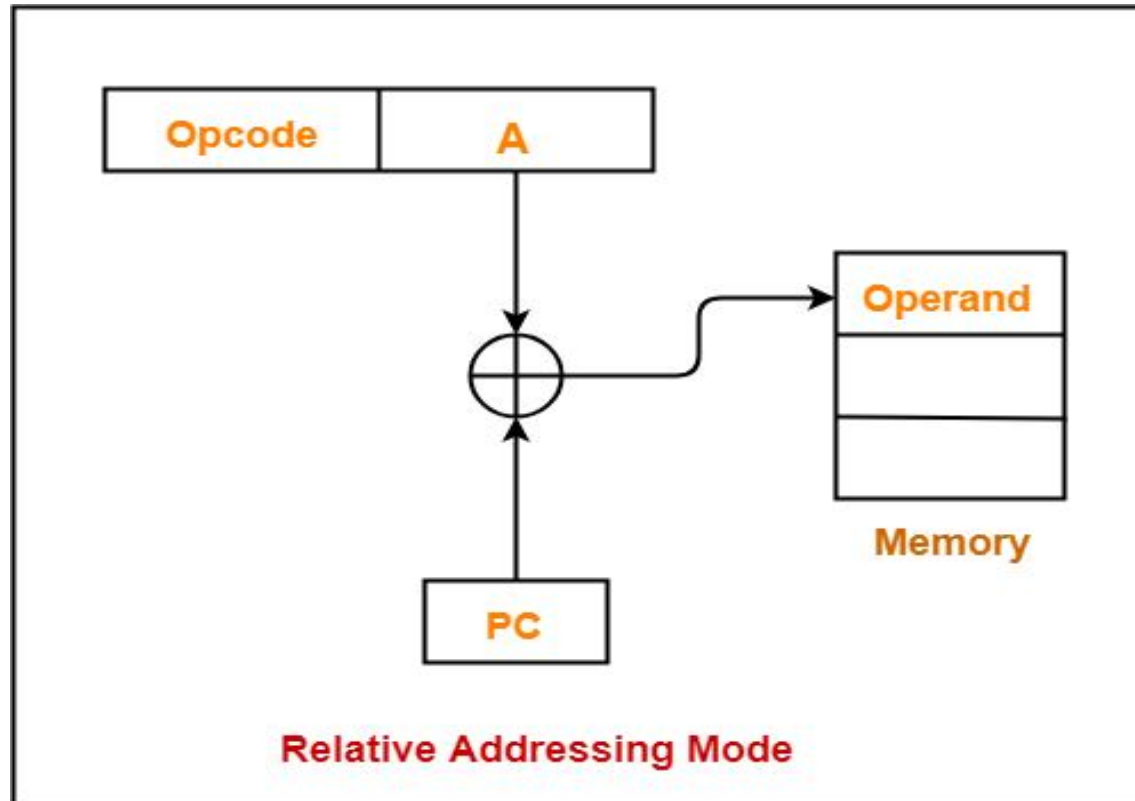 Opcode
A
Operand
Memory
PC
Relative Addressing Mode